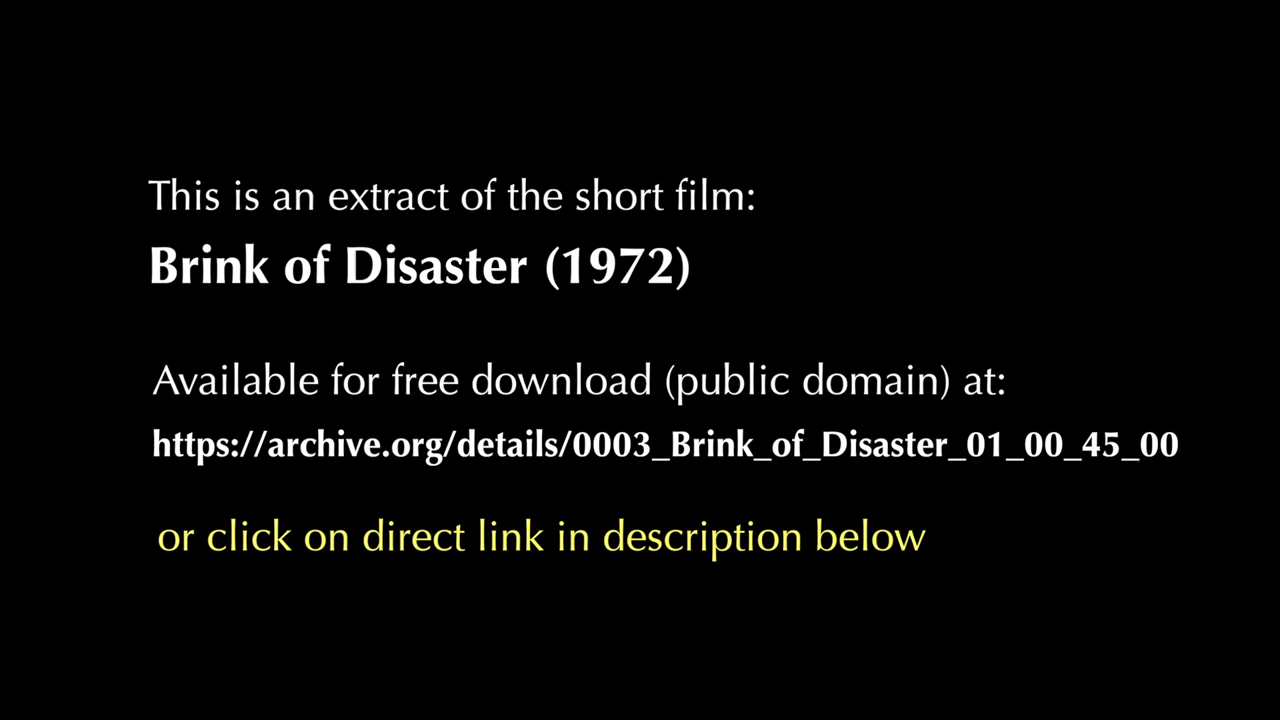 This is an extract of the short film:
Brink of Disaster (1972)
Available for free download (public domain) at:
https://archive.org/details/0003_Brink_of_Disaster_01_00_45_00
or click on direct link in description below